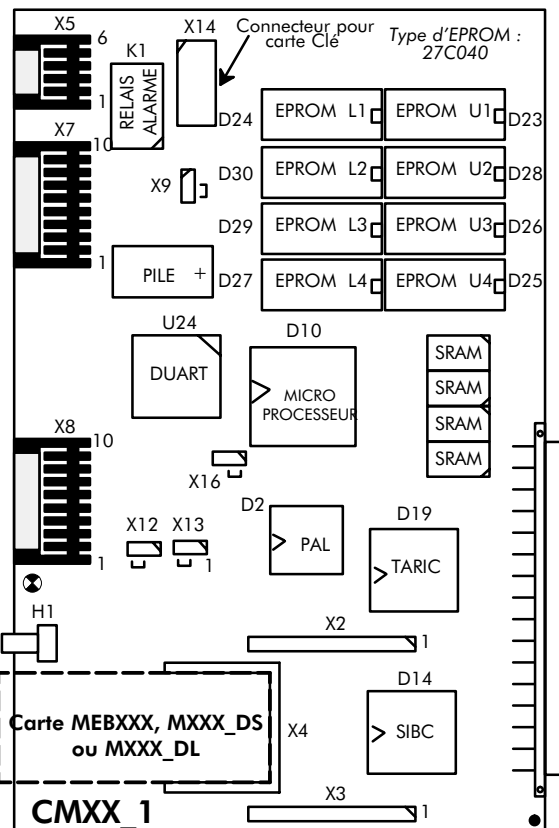 X5
6
1
K1
RELAIS
ALARME
X14
Connecteur pour
carte Clé
Type d'EPROM :
27C040
X7
10
1
X9
D24
EPROM L1
EPROM U1
D23
D30
EPROM L2
EPROM U2
D28
D29
EPROM L3
EPROM U3
D26
D27
EPROM L4
EPROM U4
D25
PILE +
U24
DUART
D10
MICRO
PROCESSEUR
SRAM
SRAM
SRAM
SRAM
X8
10
1
X16
X12
X13
1
D2
PAL
D19
TARIC
H1
X2
1
D14
SIBC
Carte MEBXXX, MXXX_DS
ou MXXX_DL
X4
X3
1
CMXX_1